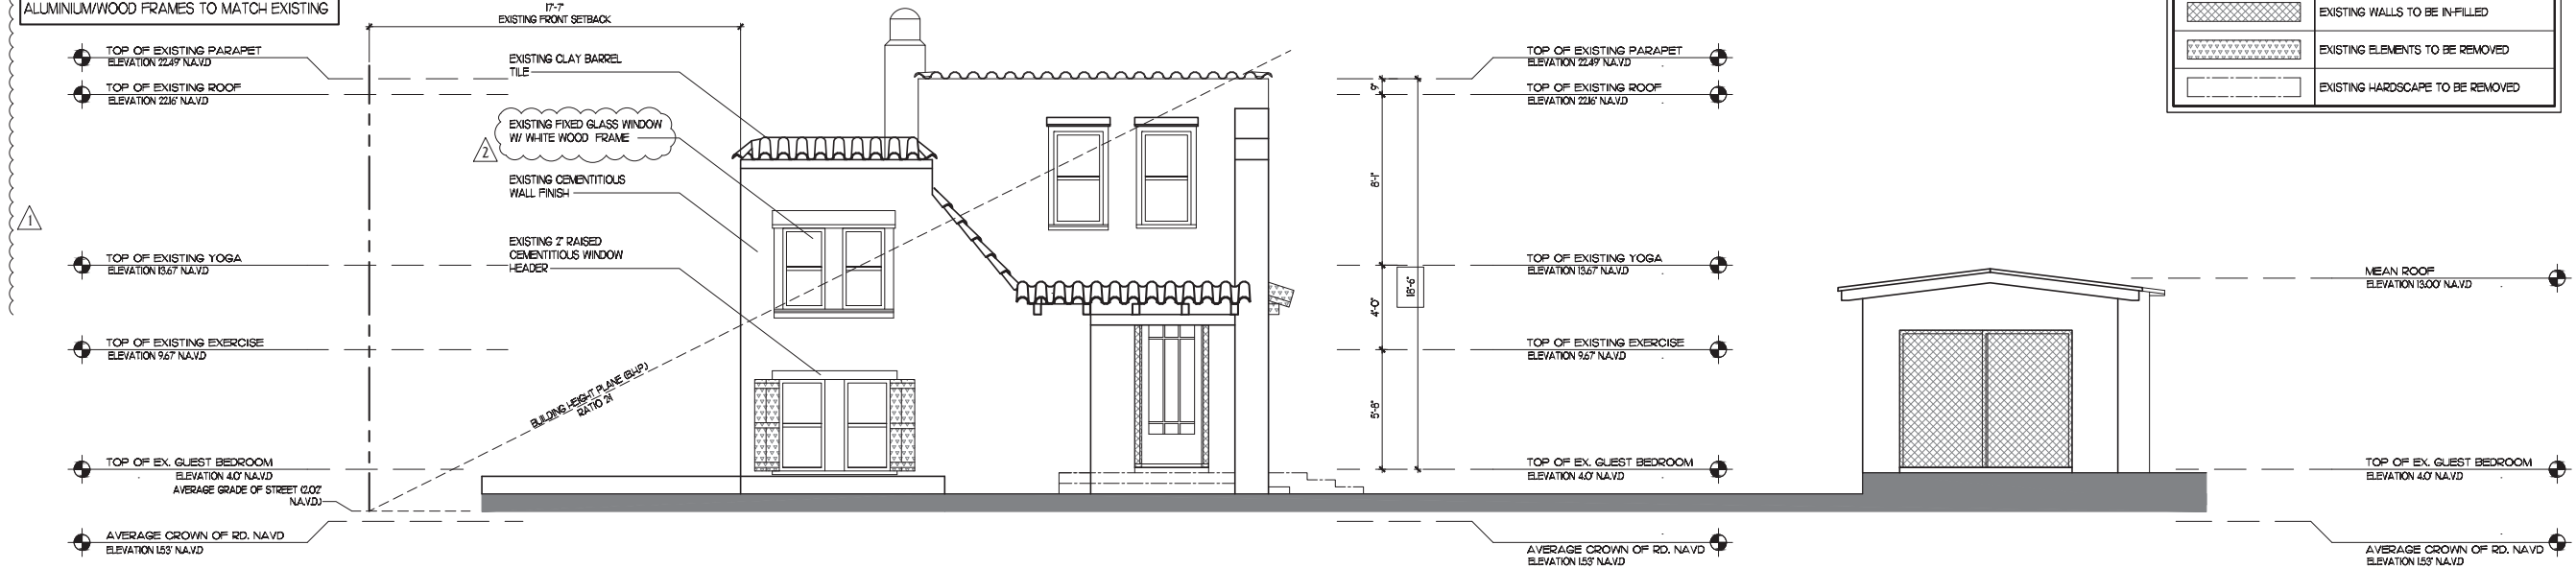 ALUMINIUM/WOOD FRAMES TO MATCH EXISTING
1
17'-7"
EXISTING FRONT SETBACK
TOP OF EXISTING PARAPET
ELEVATION 22.49' N.A.V.D
TOP OF EXISTING ROOF
ELEVATION 22.16' N.A.V.D
TOP OF EXISTING YOGA
ELEVATION 13.67' N.A.V.D
TOP OF EXISTING EXERCISE
ELEVATION 9.67' N.A.V.D
TOP OF EX. GUEST BEDROOM
ELEVATION 4.0' N.A.V.D
AVERAGE GRADE OF STREET (2.02'
N.A.V.D.)
AVERAGE CROWN OF RD. NAVD
ELEVATION 1.53' N.A.V.D
EXISTING CLAY BARREL
TILE
EXISTING FIXED GLASS WINDOW
W/ WHITE WOOD FRAME
2
EXISTING CEMENTITIOUS
WALL FINISH
EXISTING 2" RAISED
CEMENTITIOUS WINDOW
HEADER
BUILDING HEIGHT PLANE (B.H.P.)
RATIO 2:1
9"
8'-1"
4'-0"
5'-8"
18'-6"
TOP OF EXISTING PARAPET
ELEVATION 22.49' N.A.V.D
TOP OF EXISTING ROOF
ELEVATION 22.16' N.A.V.D
TOP OF EXISTING YOGA
ELEVATION 13.67' N.A.V.D
TOP OF EXISTING EXERCISE
ELEVATION 9.67' N.A.V.D
TOP OF EX. GUEST BEDROOM
ELEVATION 4.0' N.A.V.D
AVERAGE CROWN OF RD. NAVD
ELEVATION 1.53' N.A.V.D
EXISTING WALLS TO BE IN-FILLED
EXISTING ELEMENTS TO BE REMOVED
EXISTING HARDSCAPE TO BE REMOVED
MEAN ROOF
ELEVATION 13.00' N.A.V.D
TOP OF EX. GUEST BEDROOM
ELEVATION 4.0' N.A.V.D
AVERAGE CROWN OF RD. NAVD
ELEVATION 1.53' N.A.V.D